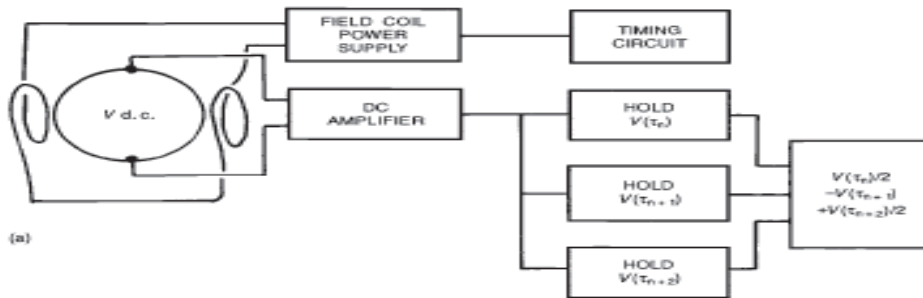 FIELD COIL
POWER
SUPPLY
TIMING
CIRCUIT
V d.c.
DC
AMPLIFIER
HOLD
V(τₙ)
HOLD
V(τₙ₊₁)
HOLD
V(τₙ₊₂)
V(τₙ)/2
−V(τₙ₊₁)
+V(τₙ₊₂)/2
(a)